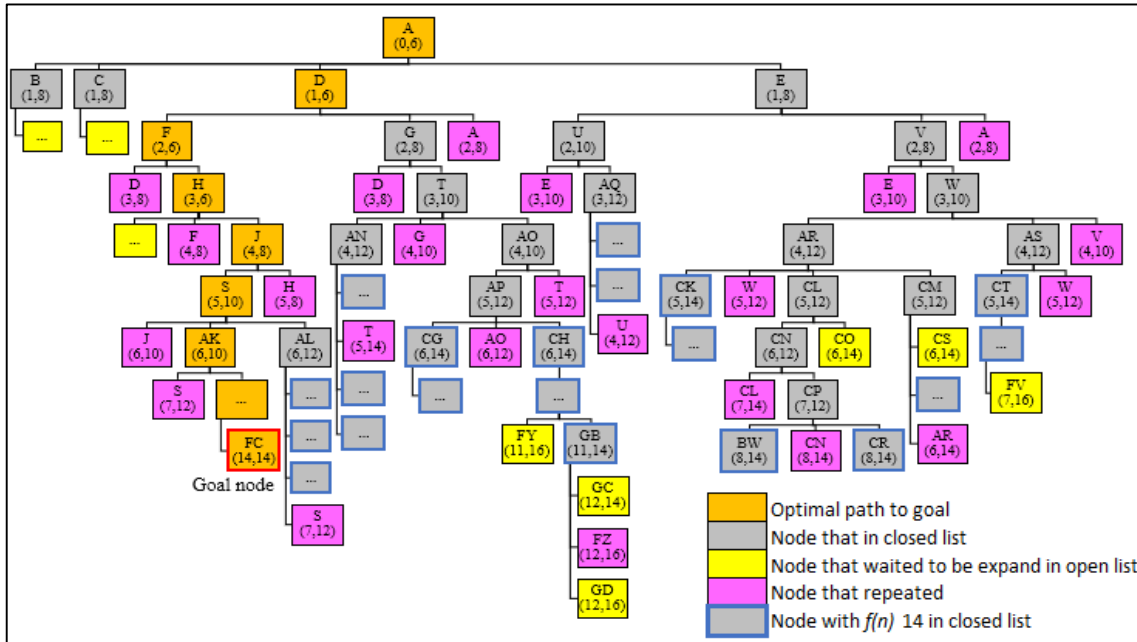 A
(0,6)
B
(1,8)
C
(1,8)
D
(1,6)
E
(1,8)
...
...
F
(2,6)
G
(2,8)
A
(2,8)
U
(2,10)
V
(2,8)
A
(2,8)
D
(3,8)
H
(3,6)
D
(3,8)
T
(3,10)
E
(3,10)
AQ
(3,12)
E
(3,10)
W
(3,10)
...
F
(4,8)
J
(4,8)
AN
(4,12)
G
(4,10)
AO
(4,10)
...
AR
(4,12)
AS
(4,12)
V
(4,10)
S
(5,10)
H
(5,8)
...
AP
(5,12)
T
(5,12)
...
CK
(5,14)
W
(5,12)
CL
(5,12)
CM
(5,12)
CT
(5,14)
W
(5,12)
J
(6,10)
AK
(6,10)
AL
(6,12)
T
(5,14)
CG
(6,14)
AO
(6,12)
CH
(6,14)
U
(4,12)
...
CN
(6,12)
CO
(6,14)
CS
(6,14)
...
S
(7,12)
...
...
...
...
...
CL
(7,14)
CP
(7,12)
...
FV
(7,16)
FC
(14,14)
...
...
FY
(11,16)
GB
(11,14)
BW
(8,14)
CN
(8,14)
CR
(8,14)
AR
(6,14)
Goal node
...
S
(7,12)
GC
(12,14)
FZ
(12,16)
GD
(12,16)
Optimal path to goal
Node that in closed list
Node that waited to be expand in open list
Node that repeated
Node with f(n) 14 in closed list